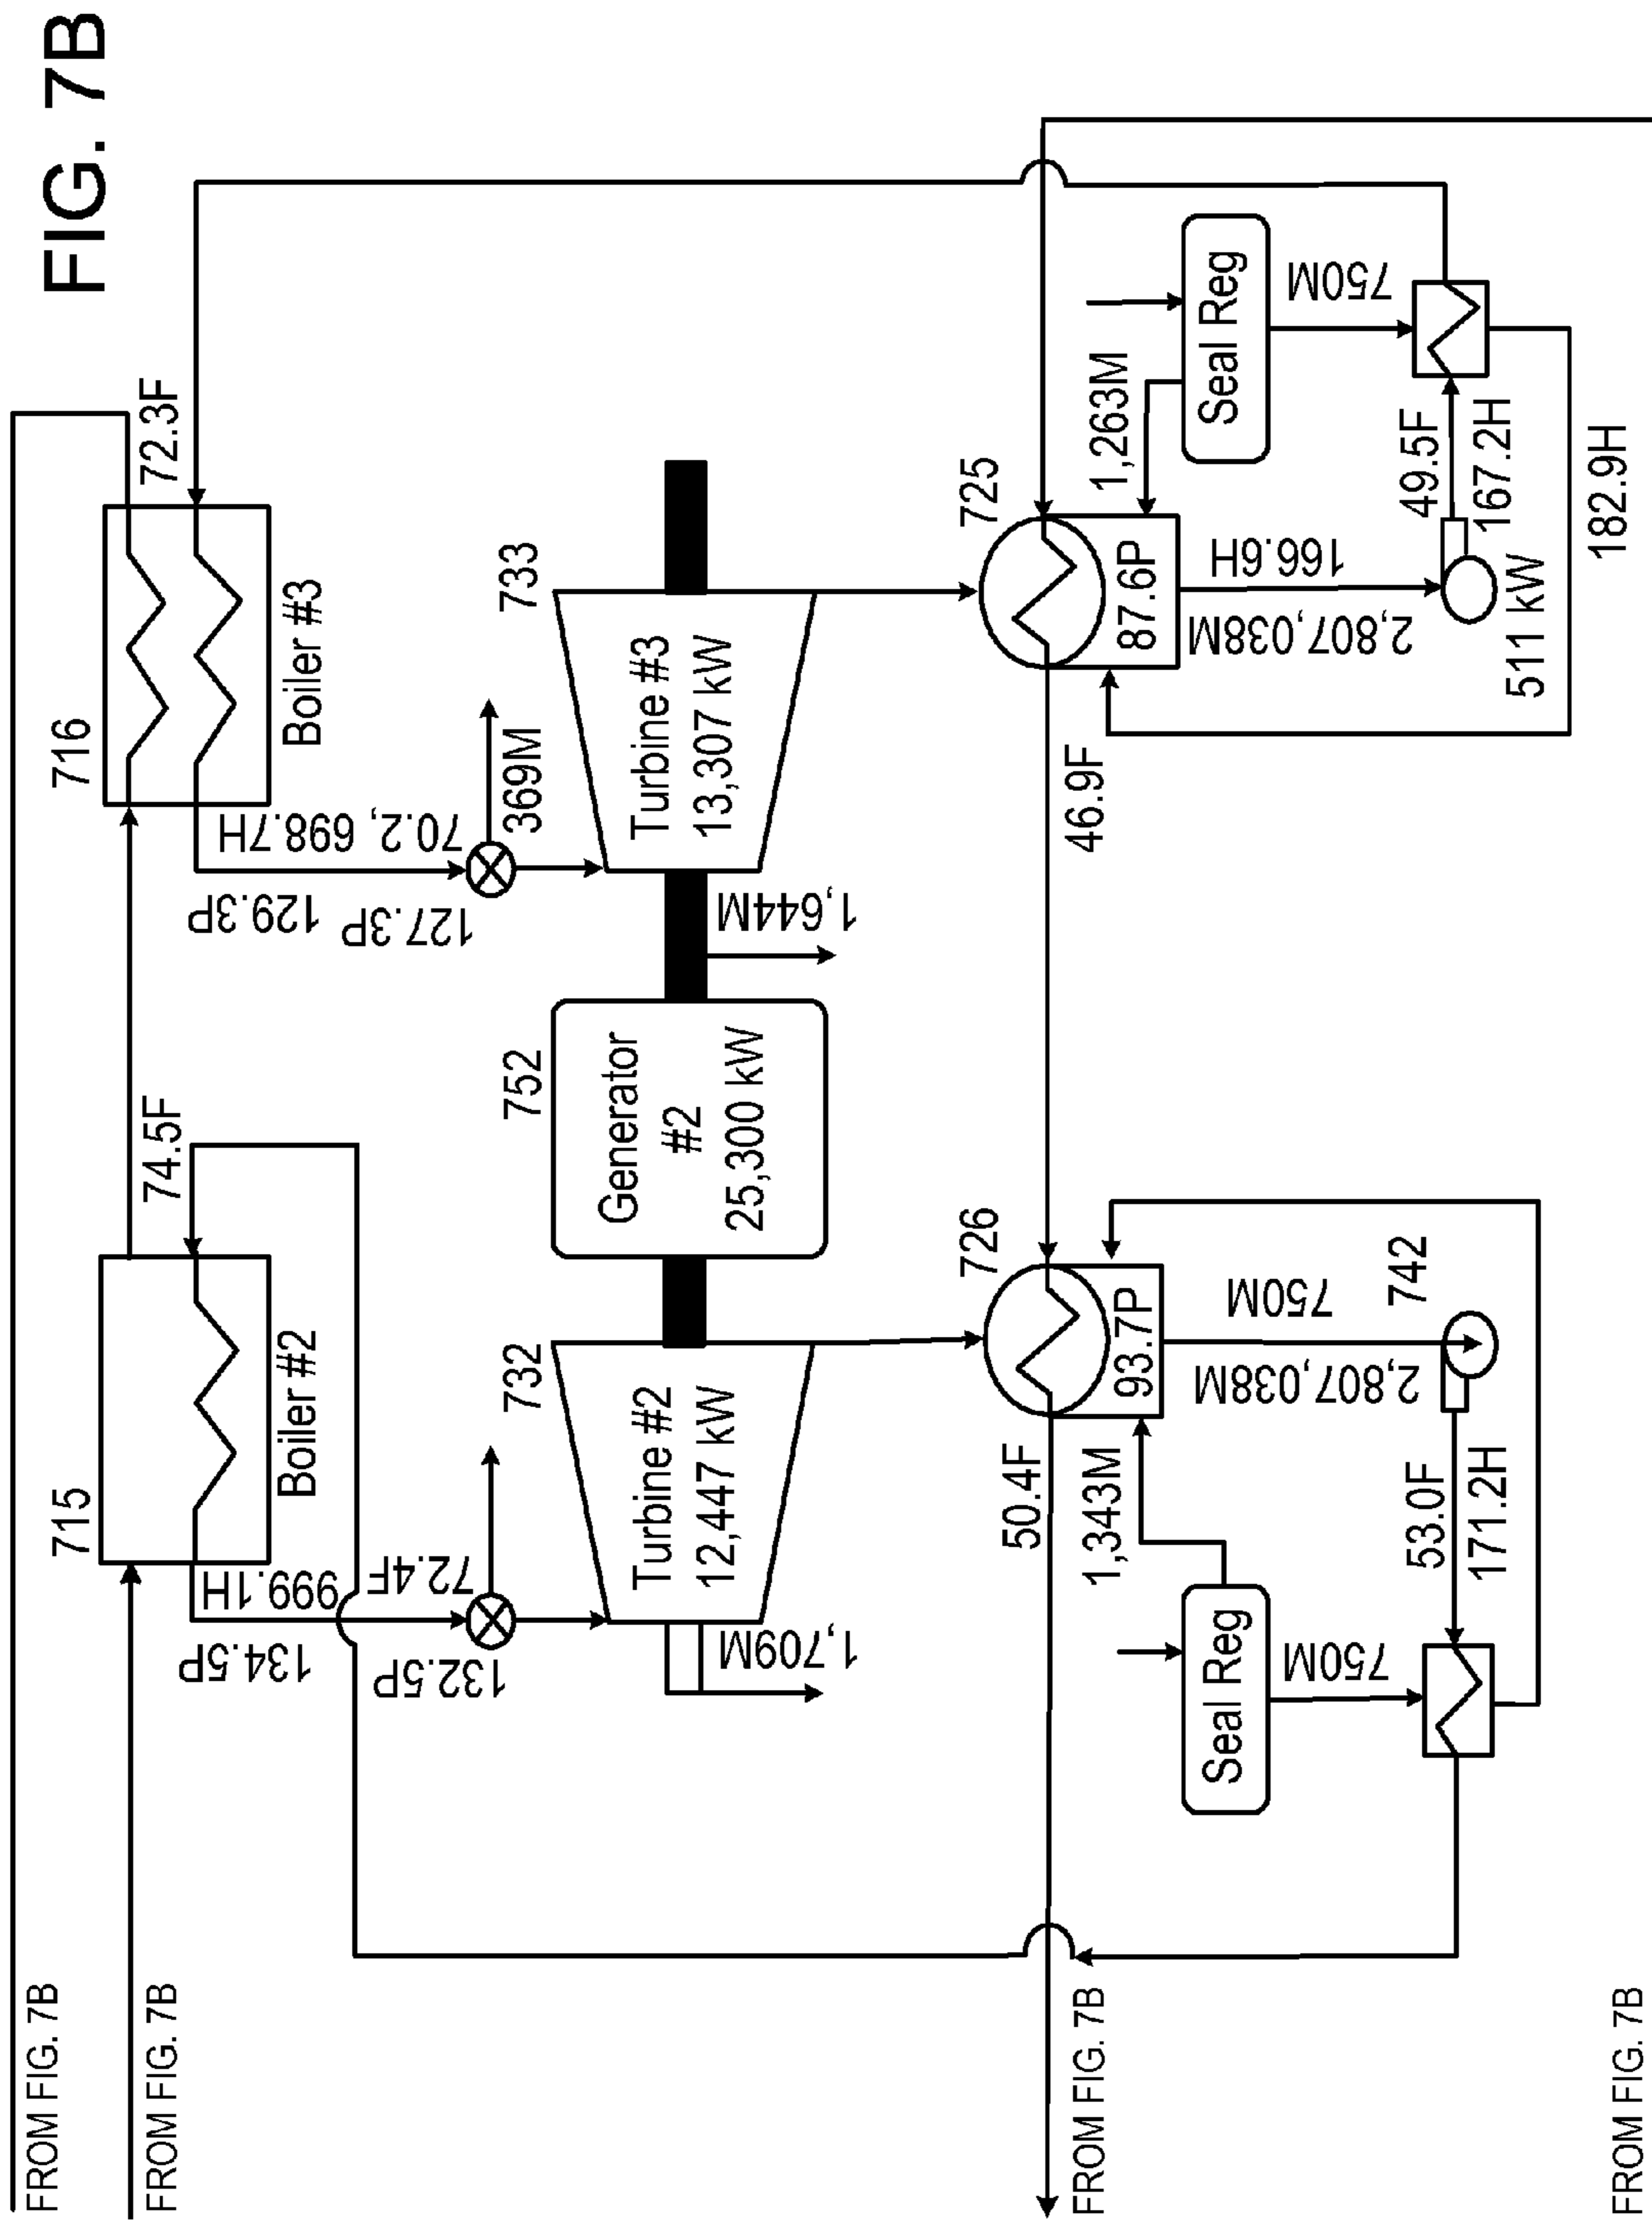 FIG. 7B
FROM FIG. 7B
FROM FIG. 7B
715
Boiler #2
74.5F
716
Boiler #3
72.3F
999.1H
134.5P
72.4F
132.5P
70.2, 698.7H
129.3P
127.3P
369M
732
Turbine #2
12,447 kW
1,709M
752
Generator
#2
25,300 kW
1,644M
733
Turbine #3
13,307 kW
50.4F
726
93.7P
46.9F
725
87.6P
1,343M
Seal Reg
750M
750M
2,807,038M
742
53.0F
171.2H
1,263M
Seal Reg
750M
166.6H
2,807,038M
511 kW
49.5F
167.2H
182.9H
FROM FIG. 7B
FROM FIG. 7B